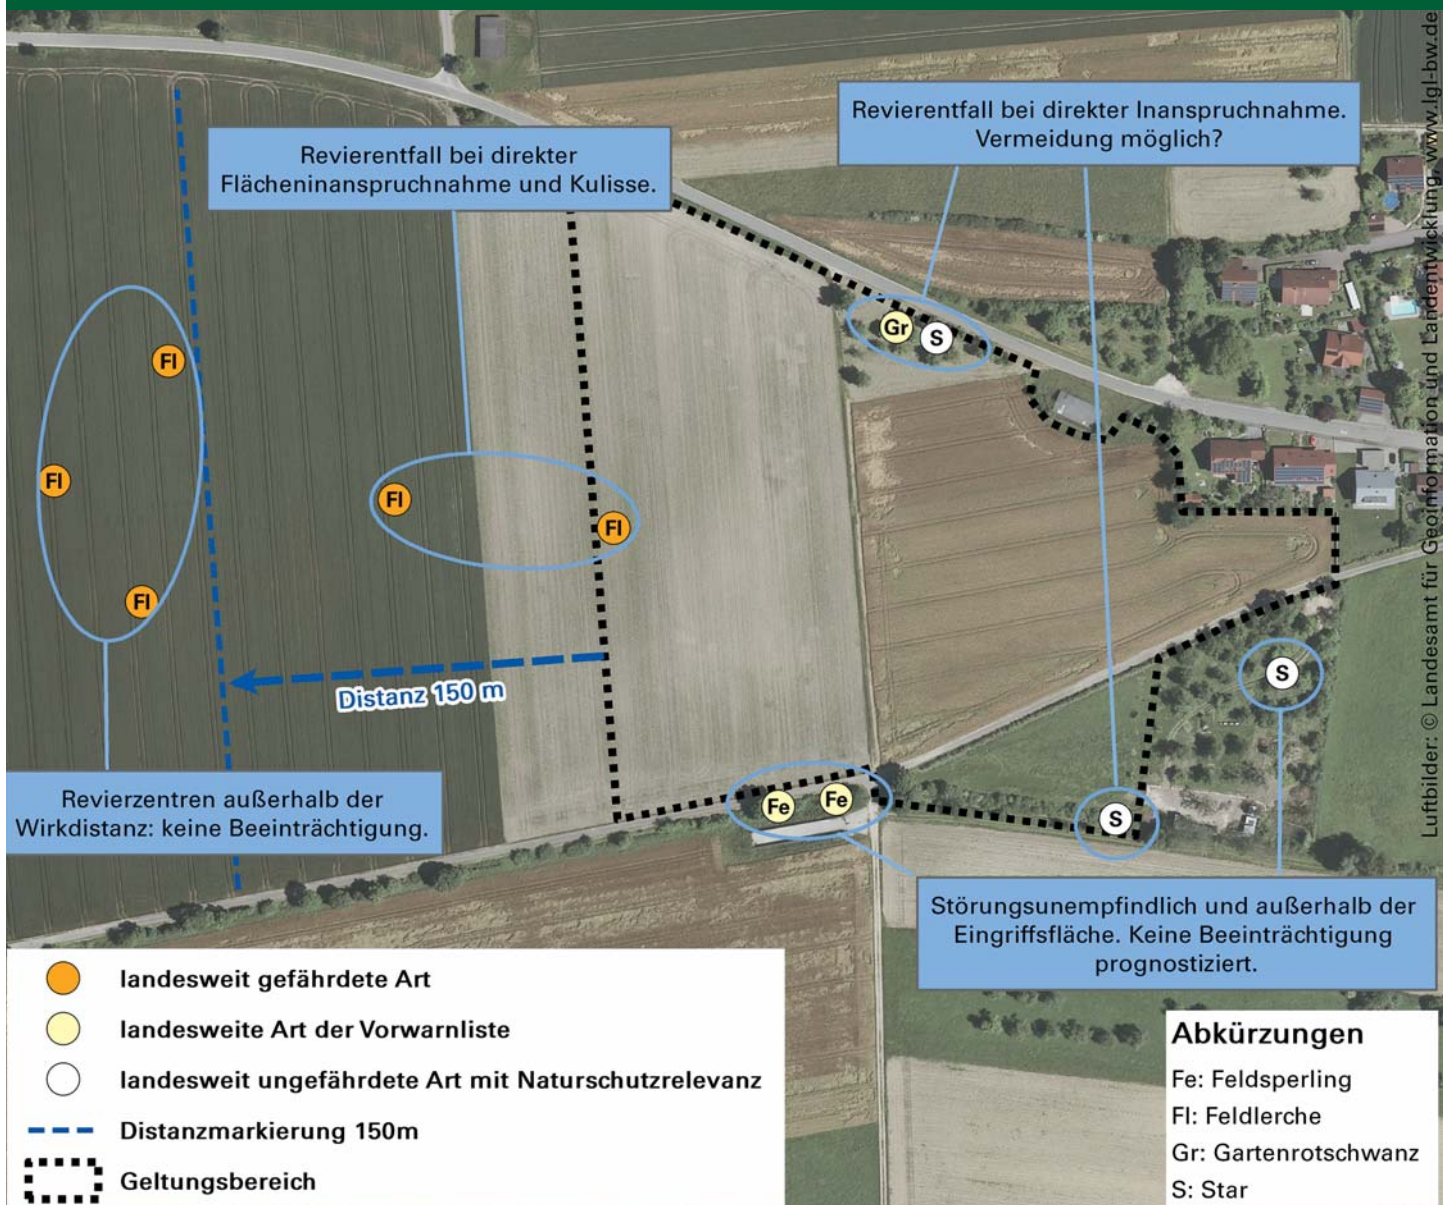 Revierentfall bei direkter Inanspruchnahme.
Vermeidung möglich?
Revierentfall bei direkter
Flächeninanspruchnahme und Kulisse.
Luftbilder: © Landesamt für Geoinformation und Landentwicklung, www.lgl-bw.de
Gr
S
Fl
Fl
Fl
Fl
Fl
Distanz 150 m
S
Fe
Fe
S
Revierzentren außerhalb der
Wirkdistanz: keine Beeinträchtigung.
Störungsunempfindlich und außerhalb der
Eingriffsfläche. Keine Beeinträchtigung
prognostiziert.
landesweit gefährdete Art
landesweite Art der Vorwarnliste
landesweit ungefährdete Art mit Naturschutzrelevanz
Distanzmarkierung 150m
Geltungsbereich
Abkürzungen
Fe: Feldsperling
Fl: Feldlerche
Gr: Gartenrotschwanz
S: Star